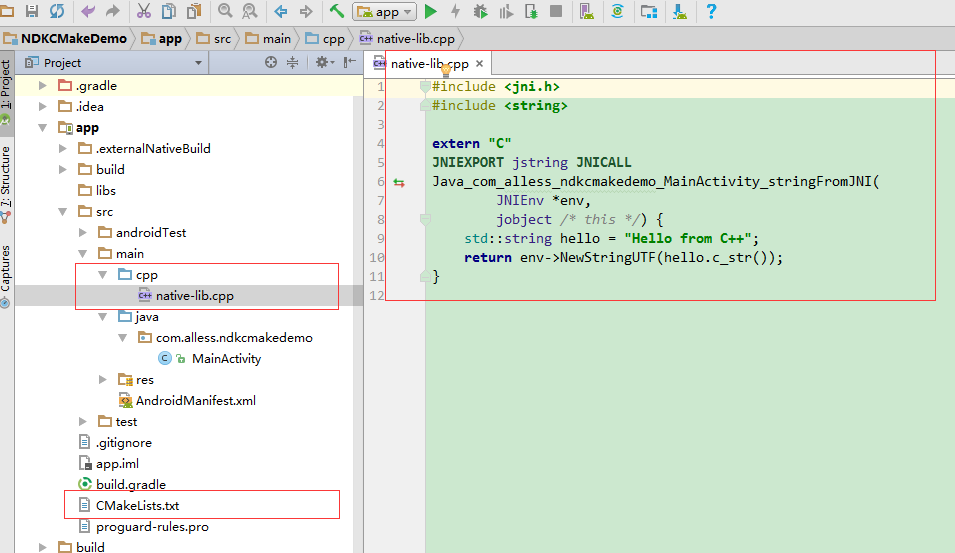 app
NDKCMakeDemo app src main cpp native-lib.cpp
1: Project
7: Structure
Captures
Project
.gradle
.idea
app
.externalNativeBuild
build
libs
src
androidTest
main
cpp
native-lib.cpp
java
com.alless.ndkcmakedemo
MainActivity
res
AndroidManifest.xml
test
.gitignore
app.iml
build.gradle
CMakeLists.txt
proguard-rules.pro
build
native-lib.cpp
1 #include <jni.h>
2 #include <string>
3
4 extern "C"
5 JNIEXPORT jstring JNICALL
6 Java_com_alless_ndkcmakedemo_MainActivity_stringFromJNI(
7 JNIEnv *env,
8 jobject /* this */) {
9 std::string hello = "Hello from C++";
10 return env->NewStringUTF(hello.c_str());
11 }
12